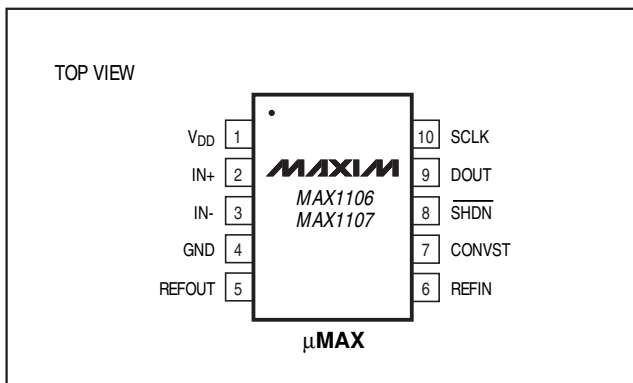 TOP VIEW
VDD 1
IN+ 2
IN- 3
GND 4
REFOUT 5
MAXIM
MAX1106
MAX1107
10 SCLK
9 DOUT
8 SHDN
7 CONVST
6 REFIN
µMAX